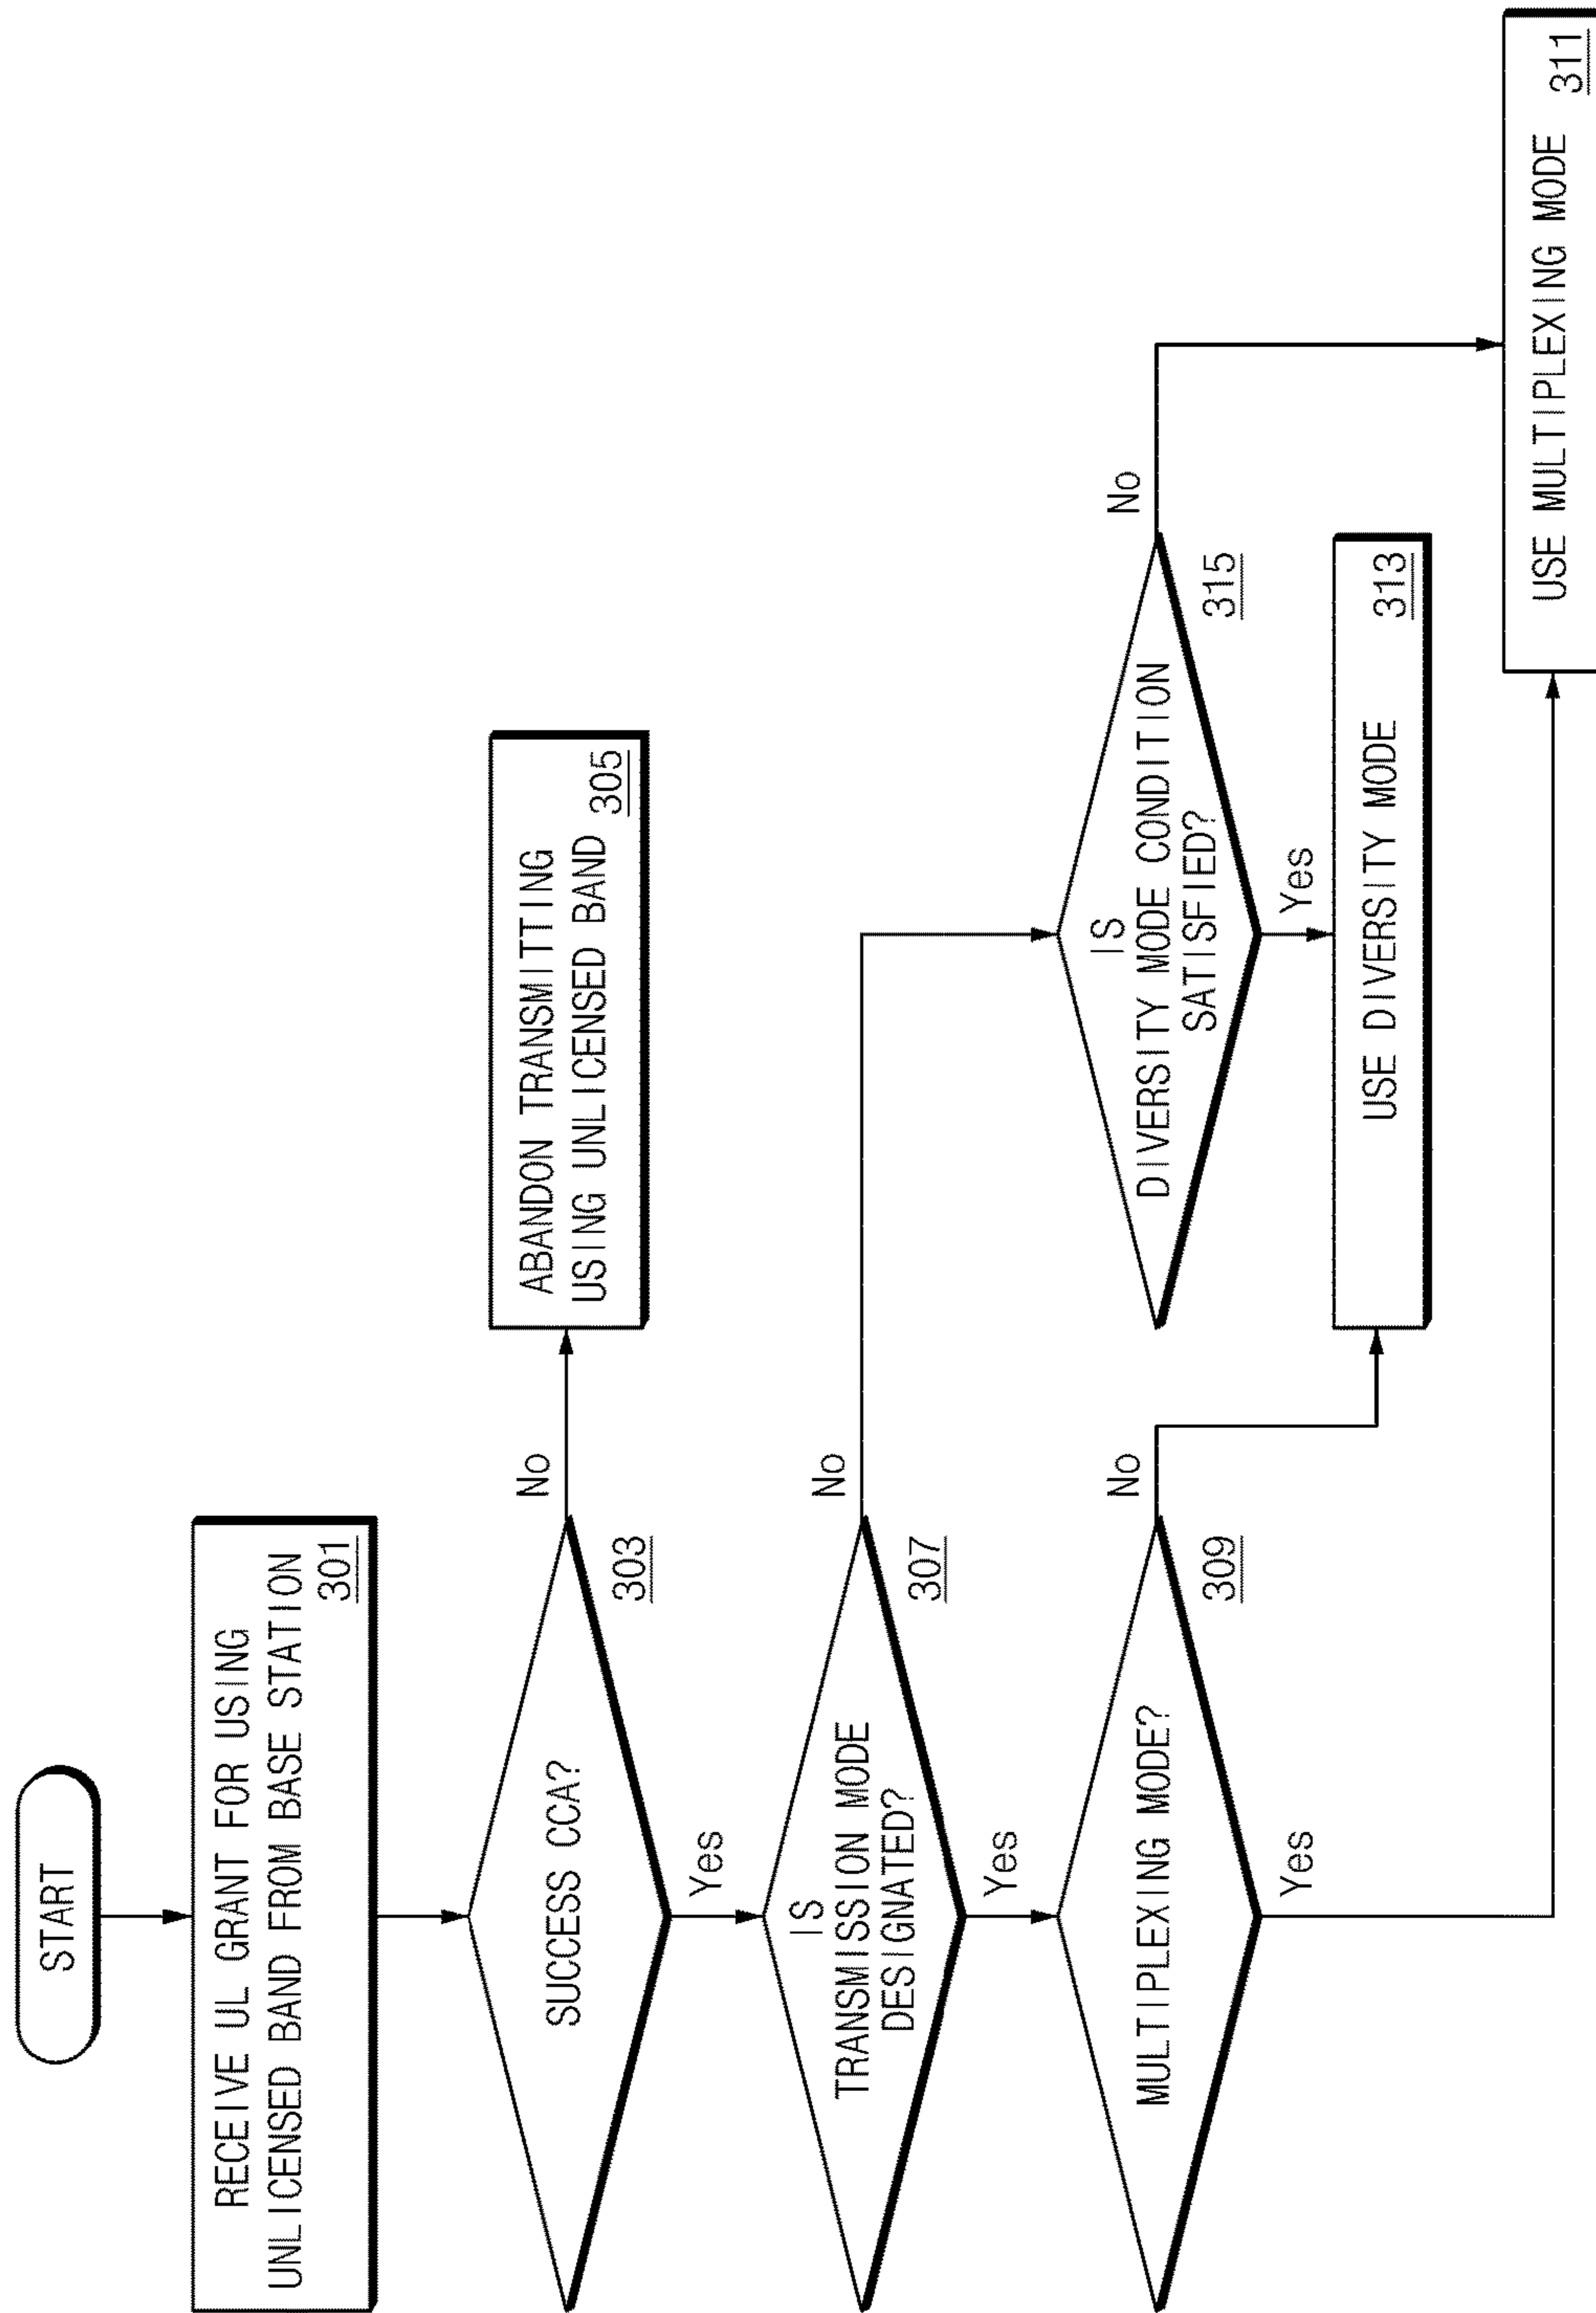 START
RECEIVE UL GRANT FOR USING
UNLICENSED BAND FROM BASE STATION
301
SUCCESS CCA?
303
No
ABANDON TRANSMITTING
USING UNLICENSED BAND
305
Yes
IS
TRANSMISSION MODE
DESIGNATED?
307
No
Yes
MULTIPLEXING MODE?
309
No
Yes
IS
DIVERSITY MODE CONDITION
SATISFIED?
315
No
Yes
USE DIVERSITY MODE
313
USE MULTIPLEXING MODE
311